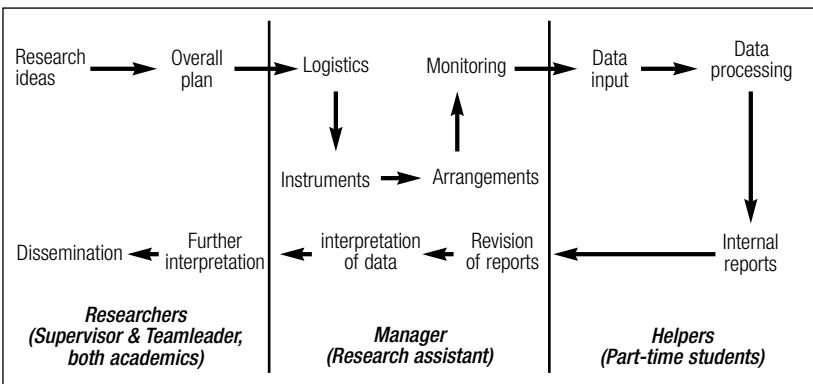 Research
ideas
Overall
plan
Logistics
Monitoring
Data
input
Data
processing
Instruments
Arrangements
Dissemination
Further
interpretation
interpretation
of data
Revision
of reports
Internal
reports
Researchers
(Supervisor & Teamleader,
both academics)
Manager
(Research assistant)
Helpers
(Part-time students)